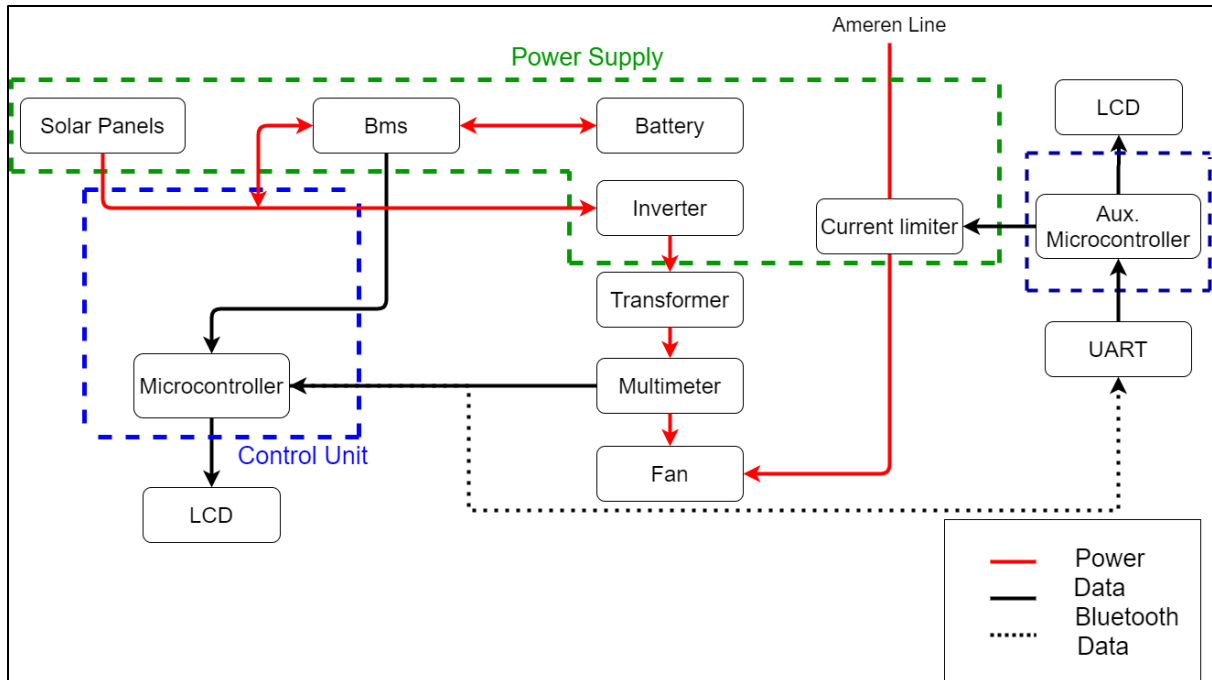 Ameren Line
Power Supply
Solar Panels
Bms
Battery
LCD
Inverter
Current limiter
Aux.
Microcontroller
Transformer
UART
Microcontroller
Multimeter
Control Unit
Fan
LCD
Power
Data
Bluetooth
Data